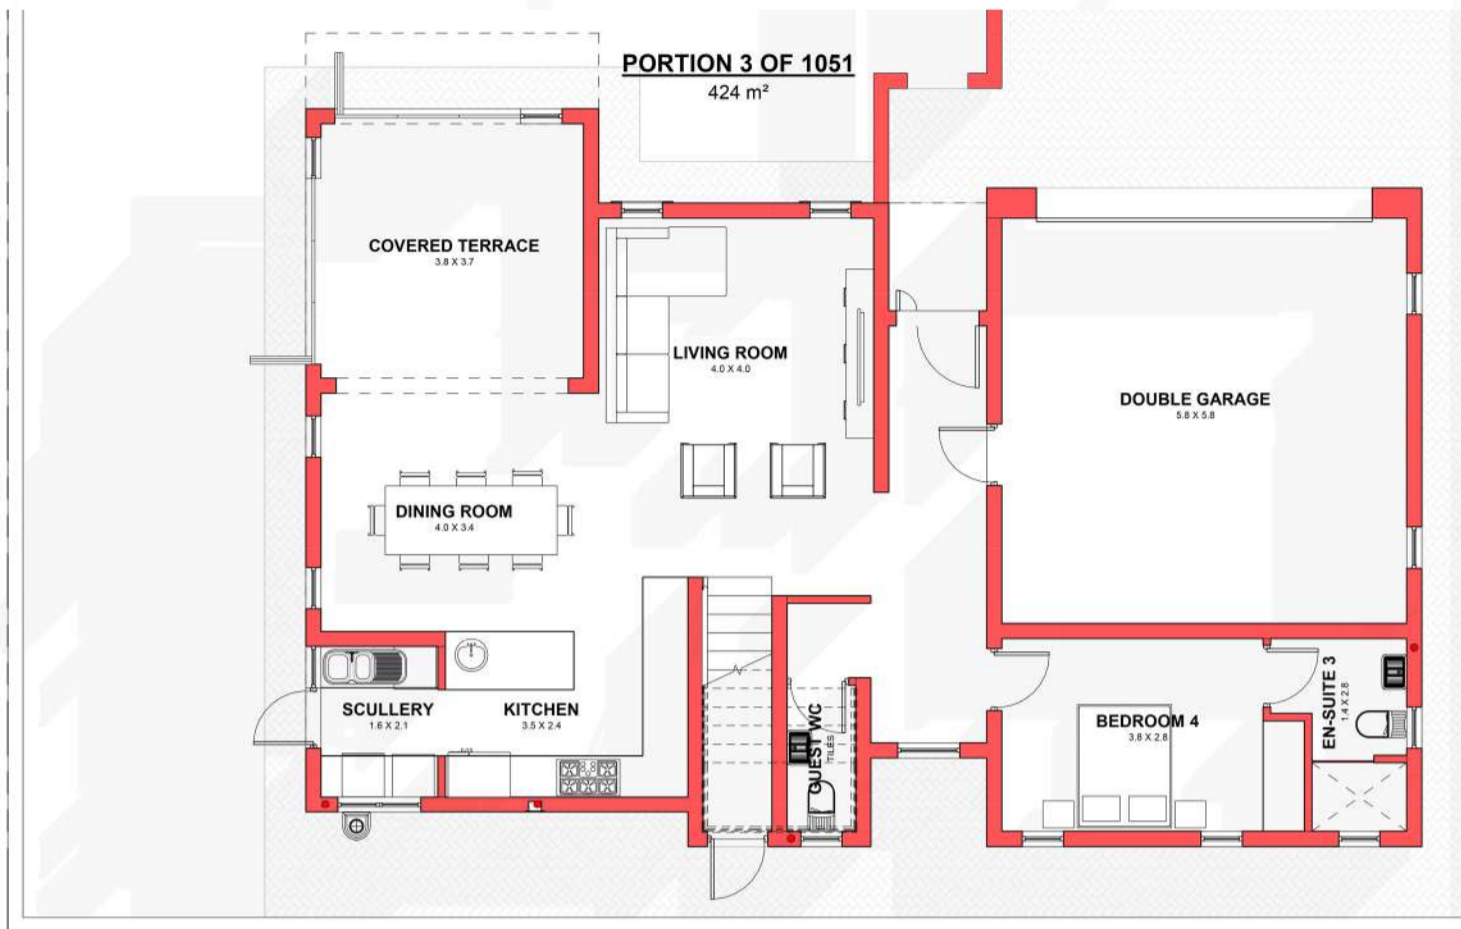 PORTION 3 OF 1051
424 m²
COVERED TERRACE
3.8 X 3.7
LIVING ROOM
4.0 X 4.0
DOUBLE GARAGE
5.8 X 5.8
DINING ROOM
4.0 X 3.4
SCULLERY
1.6 X 2.1
KITCHEN
3.5 X 2.4
GUEST WC
TILES
BEDROOM 4
3.8 X 2.8
EN-SUITE 3
1.4 X 2.8